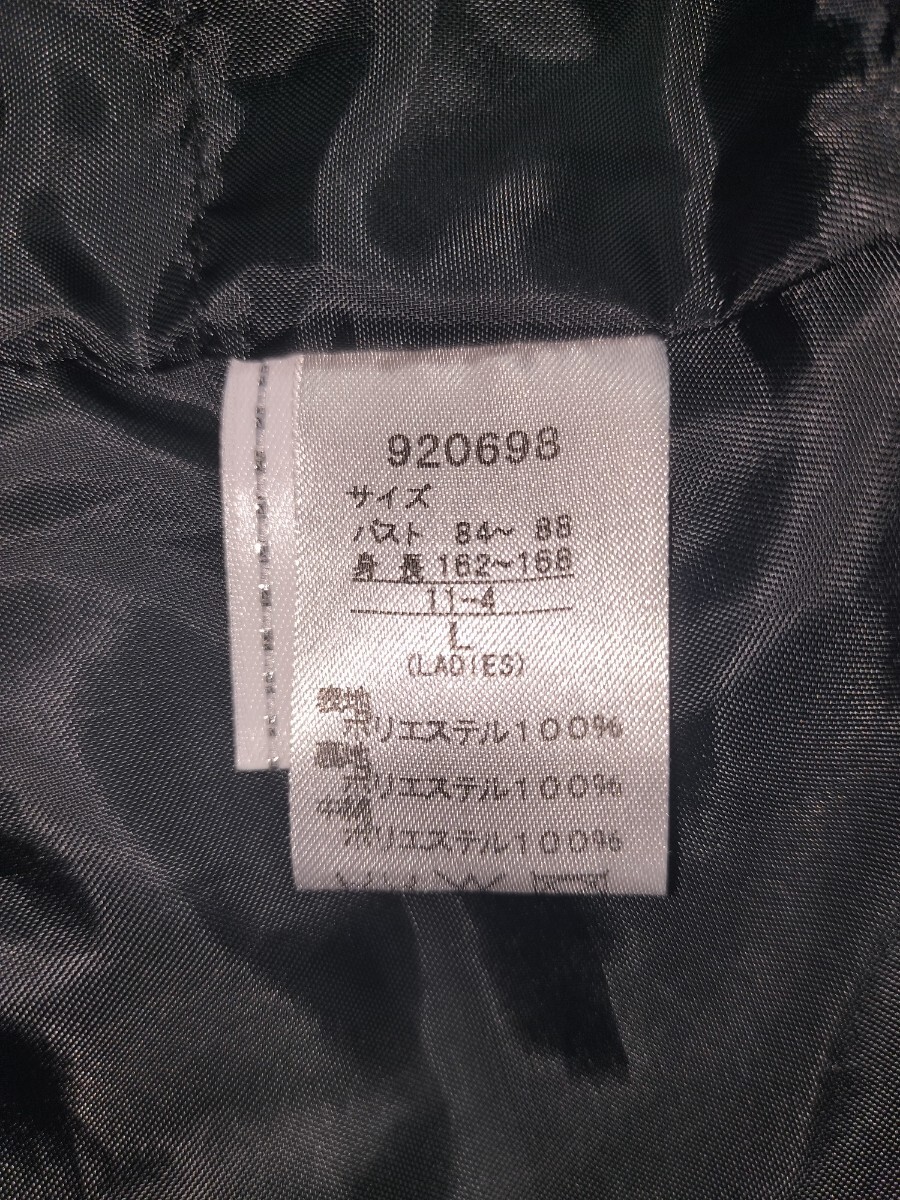 920698
サイズ
バスト 84～ 88
身 長 162～168
11-4
L
(LADIES)
表地
ポリエステル100%
裏地
ポリエステル100%
中綿
ポリエステル100%